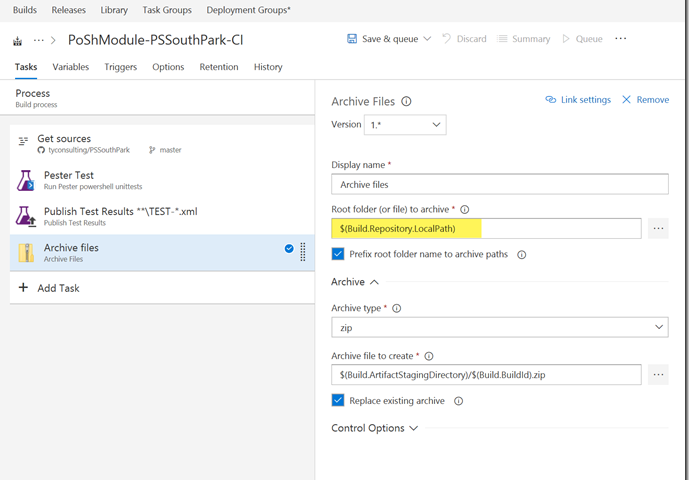 Builds Releases Library Task Groups Deployment Groups*
... > PoShModule-PSSouthPark-CI Save & queue Discard Summary Queue ...
Tasks Variables Triggers Options Retention History
Process
Build process
Get sources
tyconsulting/PSSouthPark master
Pester Test
Run Pester powershell unittests
Publish Test Results **\TEST-*.xml
Publish Test Results
Archive files
Archive Files
+ Add Task
Archive Files Link settings Remove
Version 1.*
Display name *
Archive files
Root folder (or file) to archive *
$(Build.Repository.LocalPath) ...
Prefix root folder name to archive paths
Archive
Archive type *
zip
Archive file to create *
$(Build.ArtifactStagingDirectory)/$(Build.BuildId).zip ...
Replace existing archive
Control Options